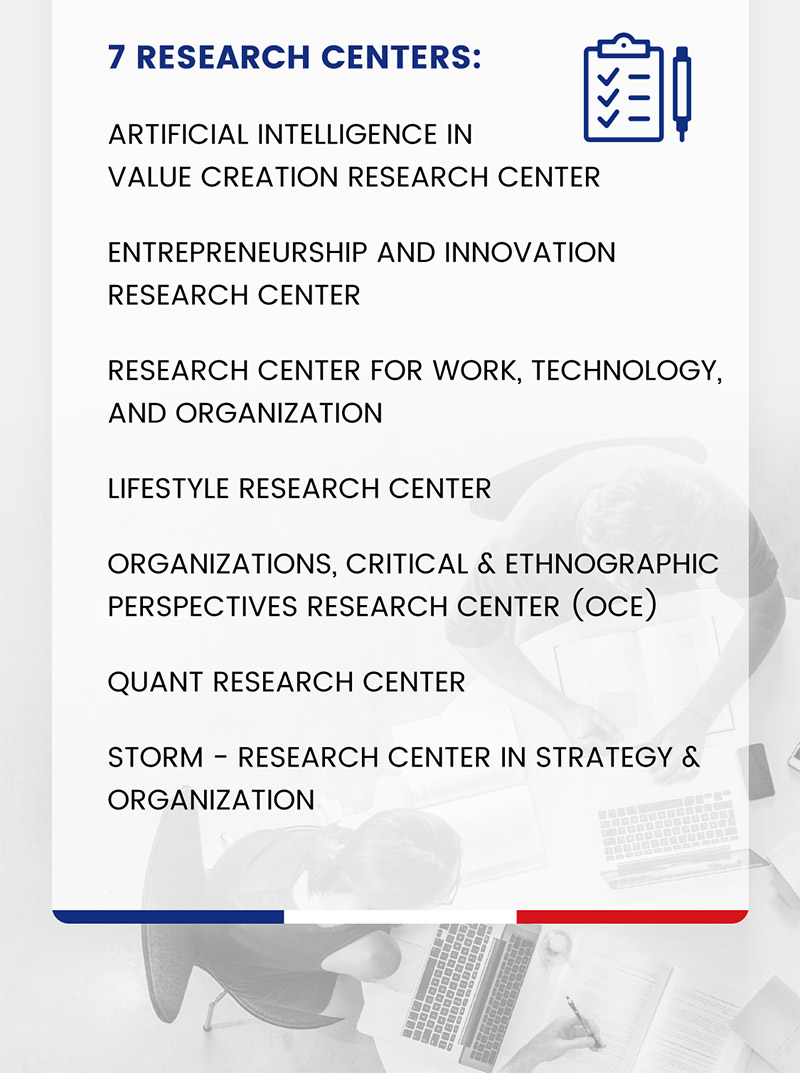 7 RESEARCH CENTERS:
ARTIFICIAL INTELLIGENCE IN
VALUE CREATION RESEARCH CENTER
ENTREPRENEURSHIP AND INNOVATION
RESEARCH CENTER
RESEARCH CENTER FOR WORK, TECHNOLOGY,
AND ORGANIZATION
LIFESTYLE RESEARCH CENTER
ORGANIZATIONS, CRITICAL & ETHNOGRAPHIC
PERSPECTIVES RESEARCH CENTER (OCE)
QUANT RESEARCH CENTER
STORM - RESEARCH CENTER IN STRATEGY &
ORGANIZATION